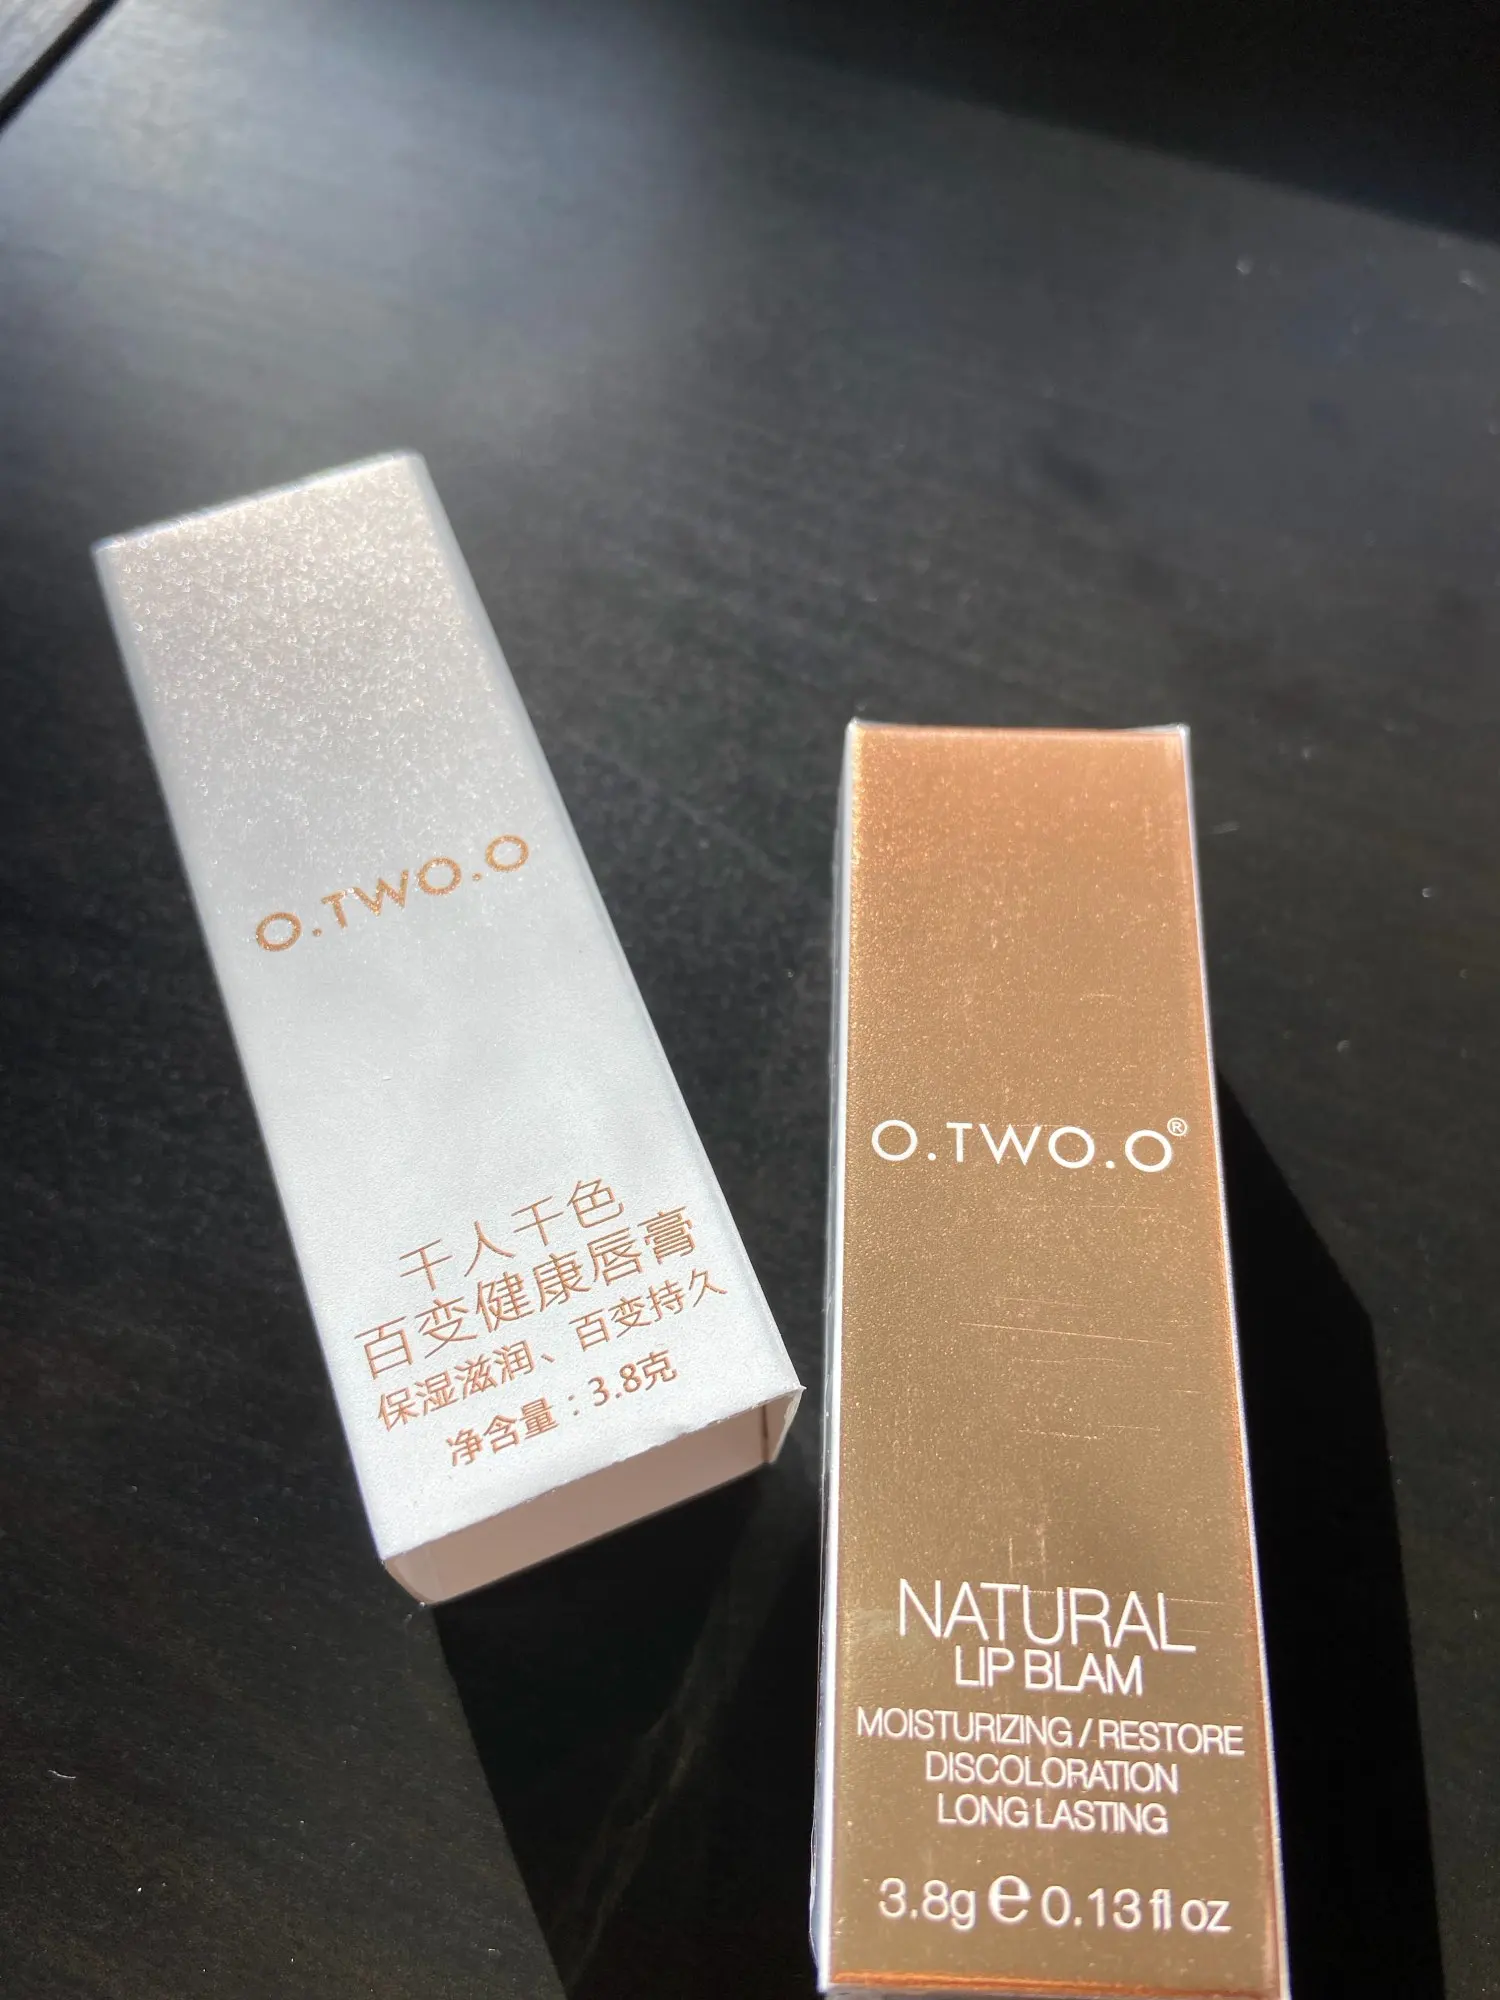 O.TWO.O
千人千色
百变健康唇膏
保湿滋润、百变持久
净含量：3.8克
O.TWO.O®
NATURAL
LIP BLAM
MOISTURIZING / RESTORE
DISCOLORATION
LONG LASTING
3.8g e 0.13 fl oz